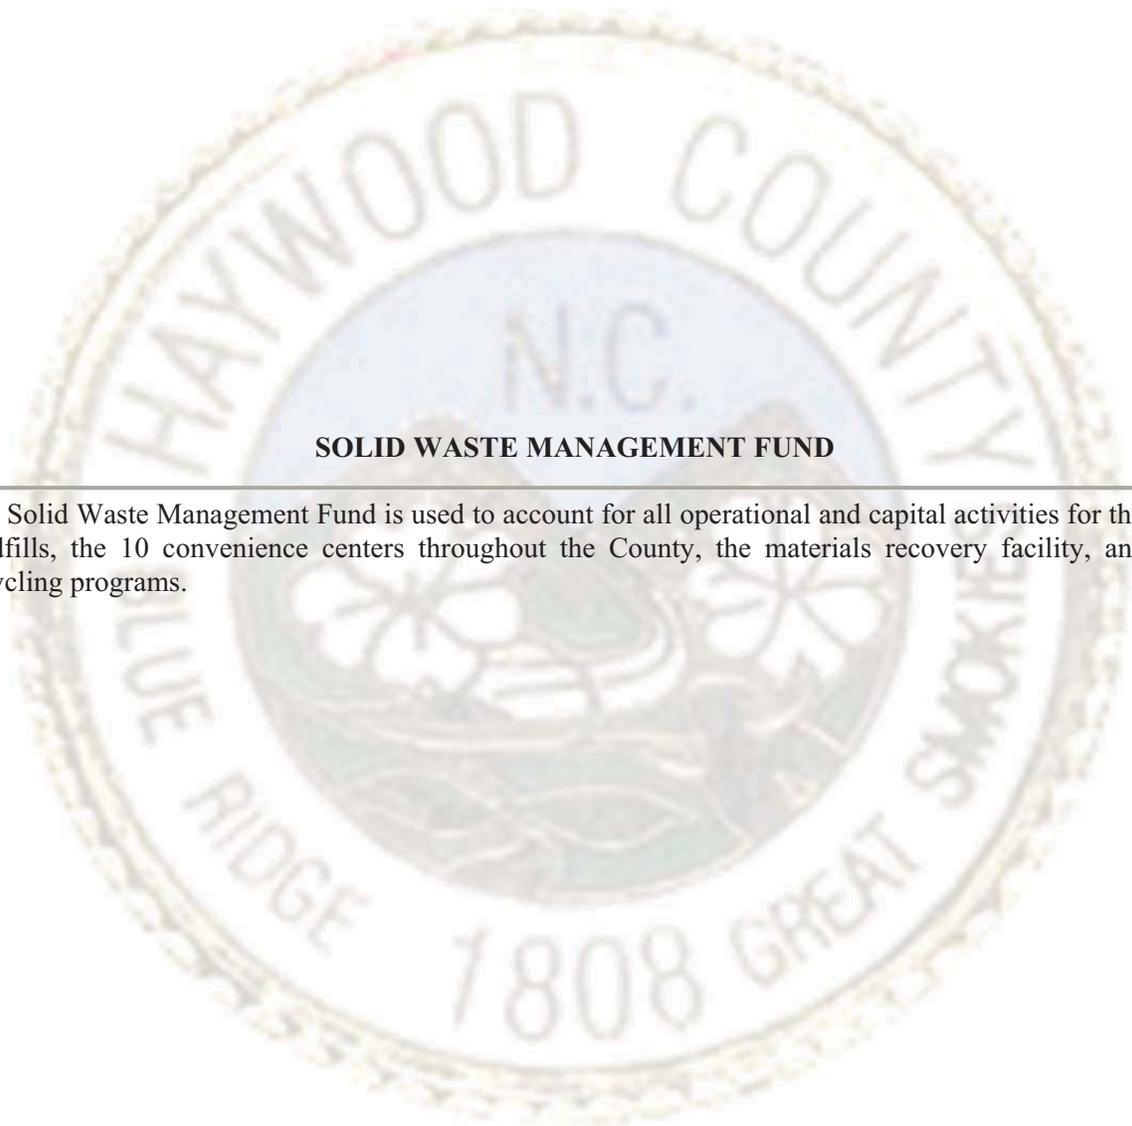 HAYWOOD COUNTY
N.C.
SOLID WASTE MANAGEMENT FUND
Solid Waste Management Fund is used to account for all operational and capital activities for th
dfills, the 10 convenience centers throughout the County, the materials recovery facility, an
ycling programs.
BLUE RIDGE
1808
GREAT SMOKIES